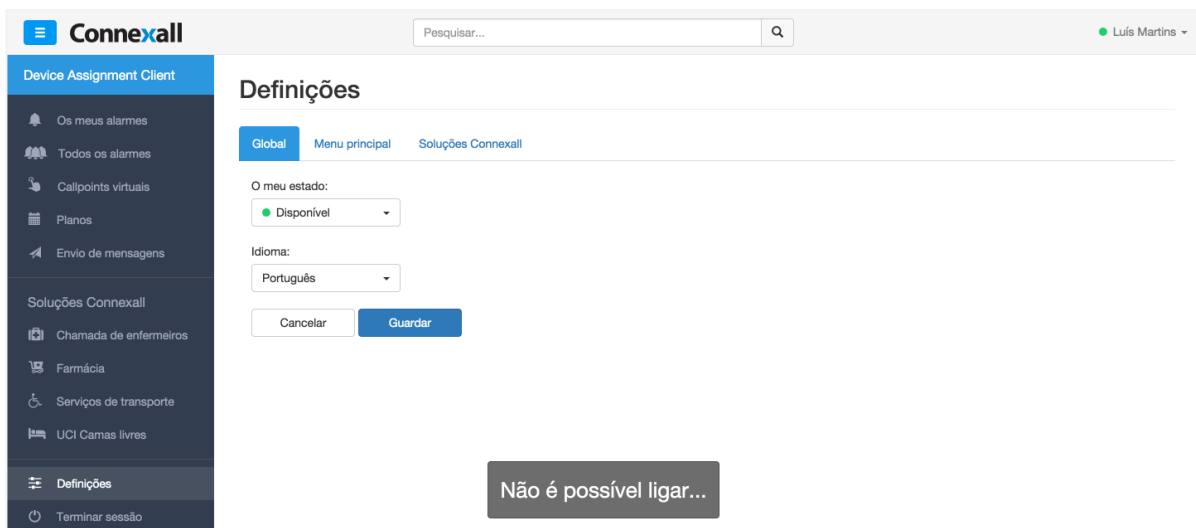 Connexall
Pesquisar...
Luís Martins
Device Assignment Client
Os meus alarmes
Todos os alarmes
Callpoints virtuais
Planos
Envio de mensagens
Soluções Connexall
Chamada de enfermeiros
Farmácia
Serviços de transporte
UCI Camas livres
Definições
Terminar sessão
Definições
Global Menu principal Soluções Connexall
O meu estado:
Disponível
Idioma:
Português
Cancelar Guardar
Não é possível ligar...